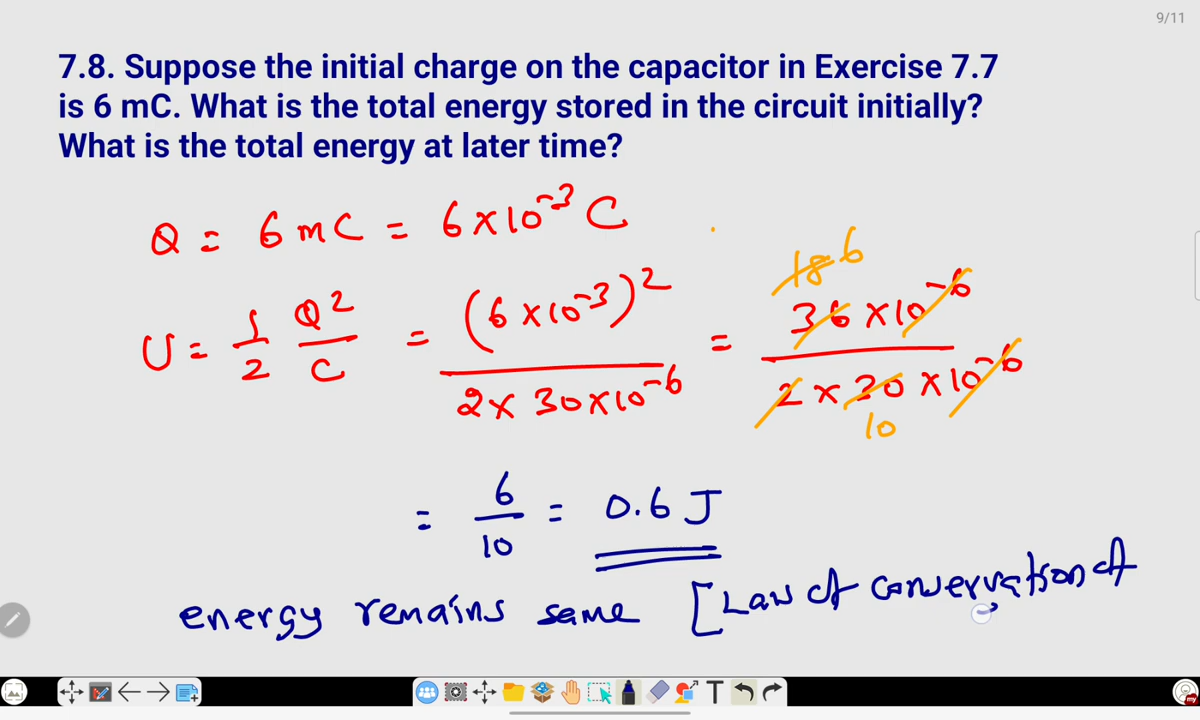 9/11
7.8. Suppose the initial charge on the capacitor in Exercise 7.7
is 6 mC. What is the total energy stored in the circuit initially?
What is the total energy at later time?
Q = 6 mC = 6×10⁻³ C
U = 1/2 Q²/C = (6×10⁻³)² / 2×30×10⁻⁶ = 36×10⁻⁶ / 2×30×10⁻⁶
18 6
10
= 6/10 = 0.6 J
energy remains same [Law of conservation of
T
my